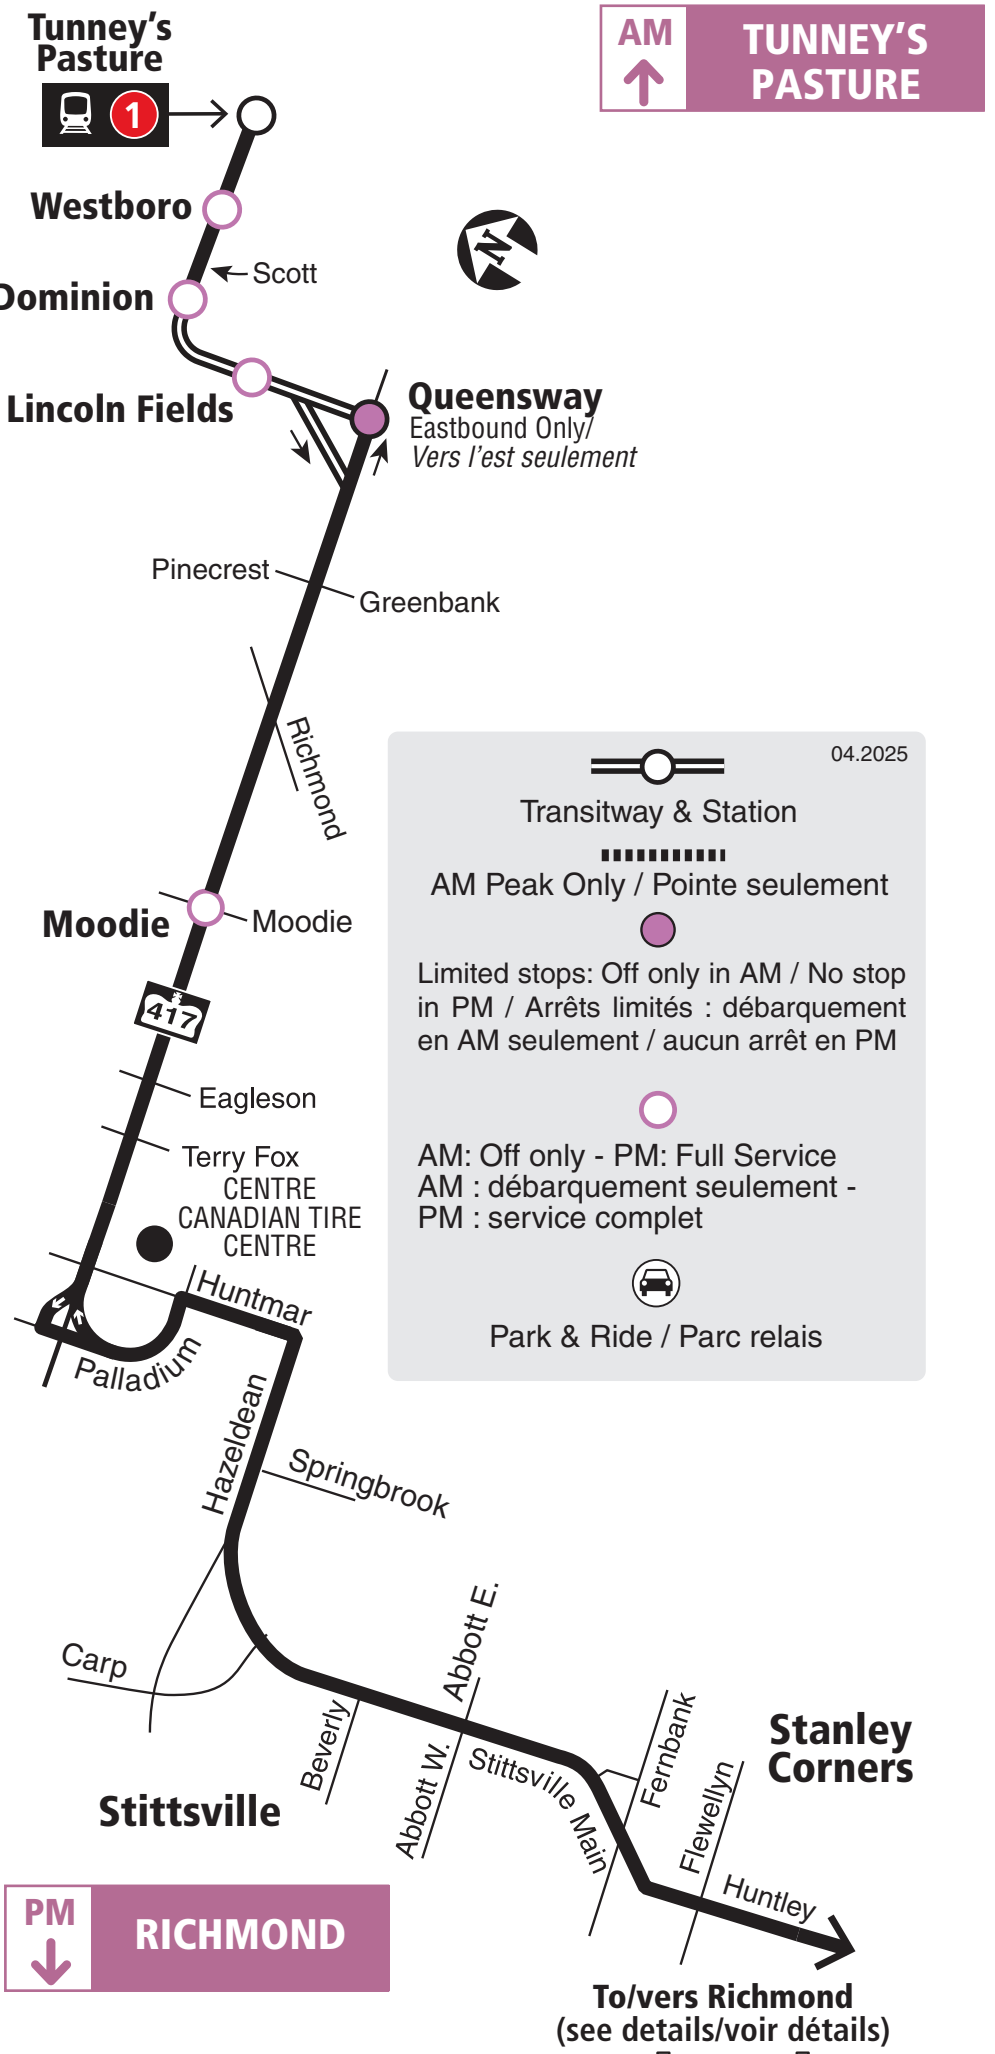 Tunney's
Pasture
1
AM
TUNNEY'S
PASTURE
Westboro
N
Scott
Dominion
Lincoln Fields
Queensway
Eastbound Only/
Vers l'est seulement
Pinecrest
Greenbank
Richmond
04.2025
Transitway & Station
AM Peak Only / Pointe seulement
Limited stops: Off only in AM / No stop
in PM / Arrêts limités : débarquement
en AM seulement / aucun arrêt en PM
AM: Off only - PM: Full Service
AM : débarquement seulement -
PM : service complet
Park & Ride / Parc relais
Moodie
Moodie
417
Eagleson
Terry Fox
CENTRE
CANADIAN TIRE
CENTRE
Huntmar
Palladium
Hazeldean
Springbrook
Carp
Abbott E.
Beverly
Abbott W.
Stittsville Main
Fernbank
Flewellyn
Stanley
Corners
Stittsville
Huntley
PM
RICHMOND
To/vers Richmond
(see details/voir détails)